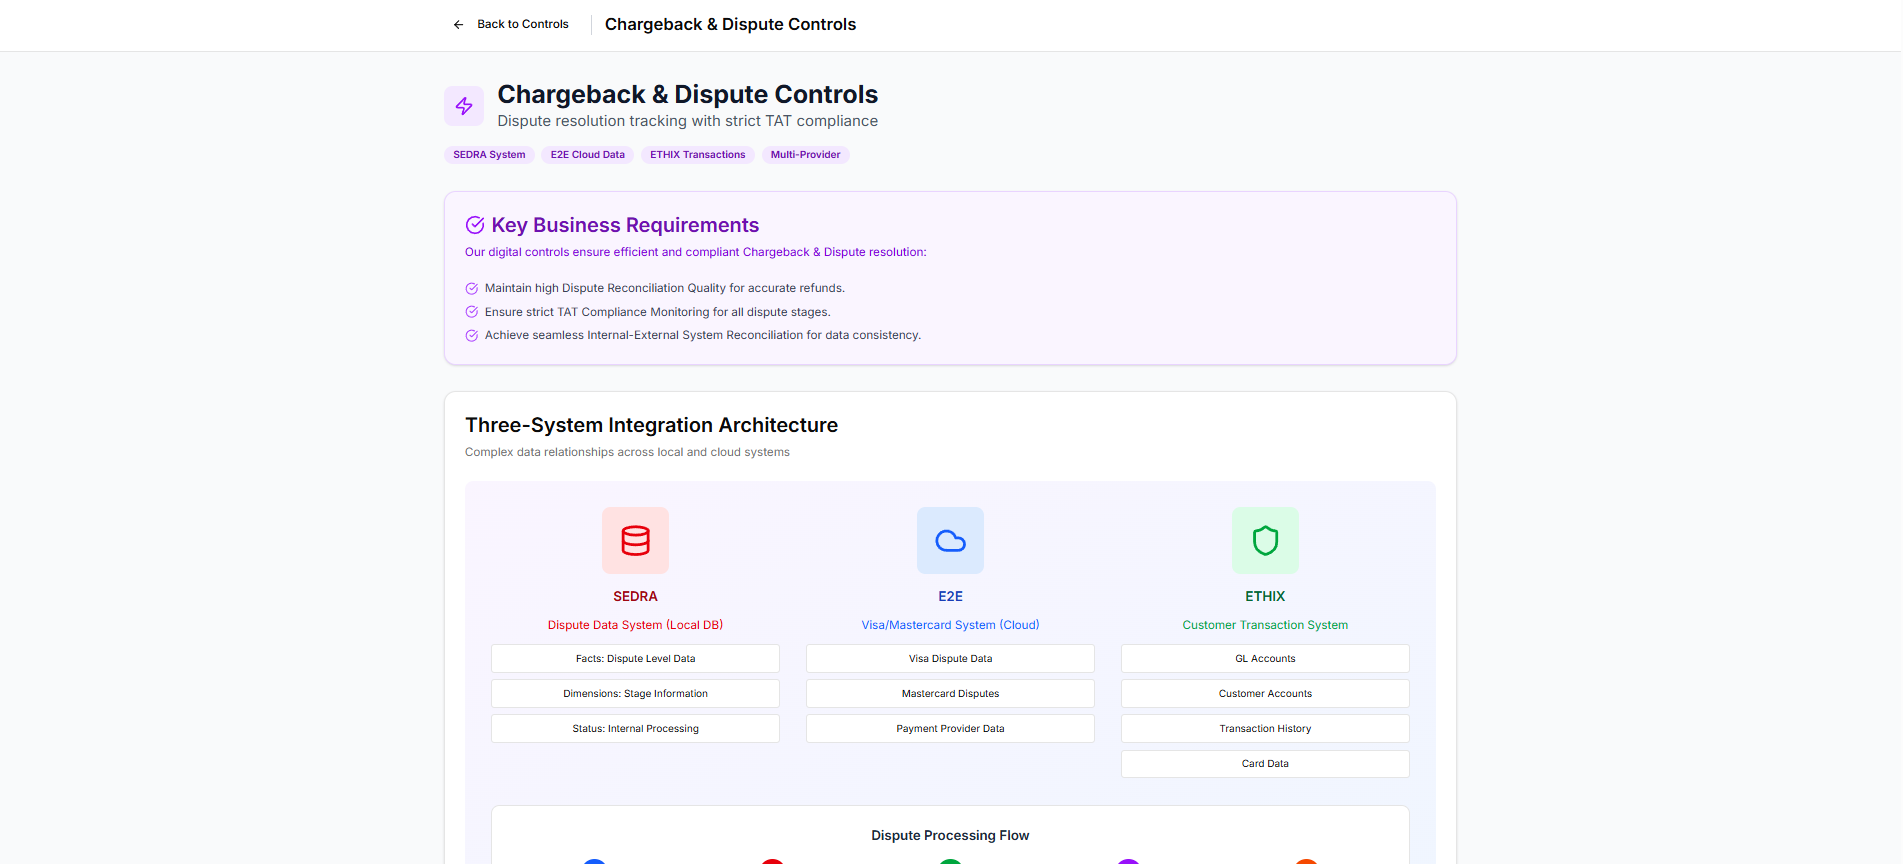 Back to Controls
Chargeback & Dispute Controls
Chargeback & Dispute Controls
Dispute resolution tracking with strict TAT compliance
SEDRA System
E2E Cloud Data
ETHIX Transactions
Multi-Provider
Key Business Requirements
Our digital controls ensure efficient and compliant Chargeback & Dispute resolution:
Maintain high Dispute Reconciliation Quality for accurate refunds.
Ensure strict TAT Compliance Monitoring for all dispute stages.
Achieve seamless Internal-External System Reconciliation for data consistency.
Three-System Integration Architecture
Complex data relationships across local and cloud systems
SEDRA
Dispute Data System (Local DB)
Facts: Dispute Level Data
Dimensions: Stage Information
Status: Internal Processing
E2E
Visa/Mastercard System (Cloud)
Visa Dispute Data
Mastercard Disputes
Payment Provider Data
ETHIX
Customer Transaction System
GL Accounts
Customer Accounts
Transaction History
Card Data
Dispute Processing Flow